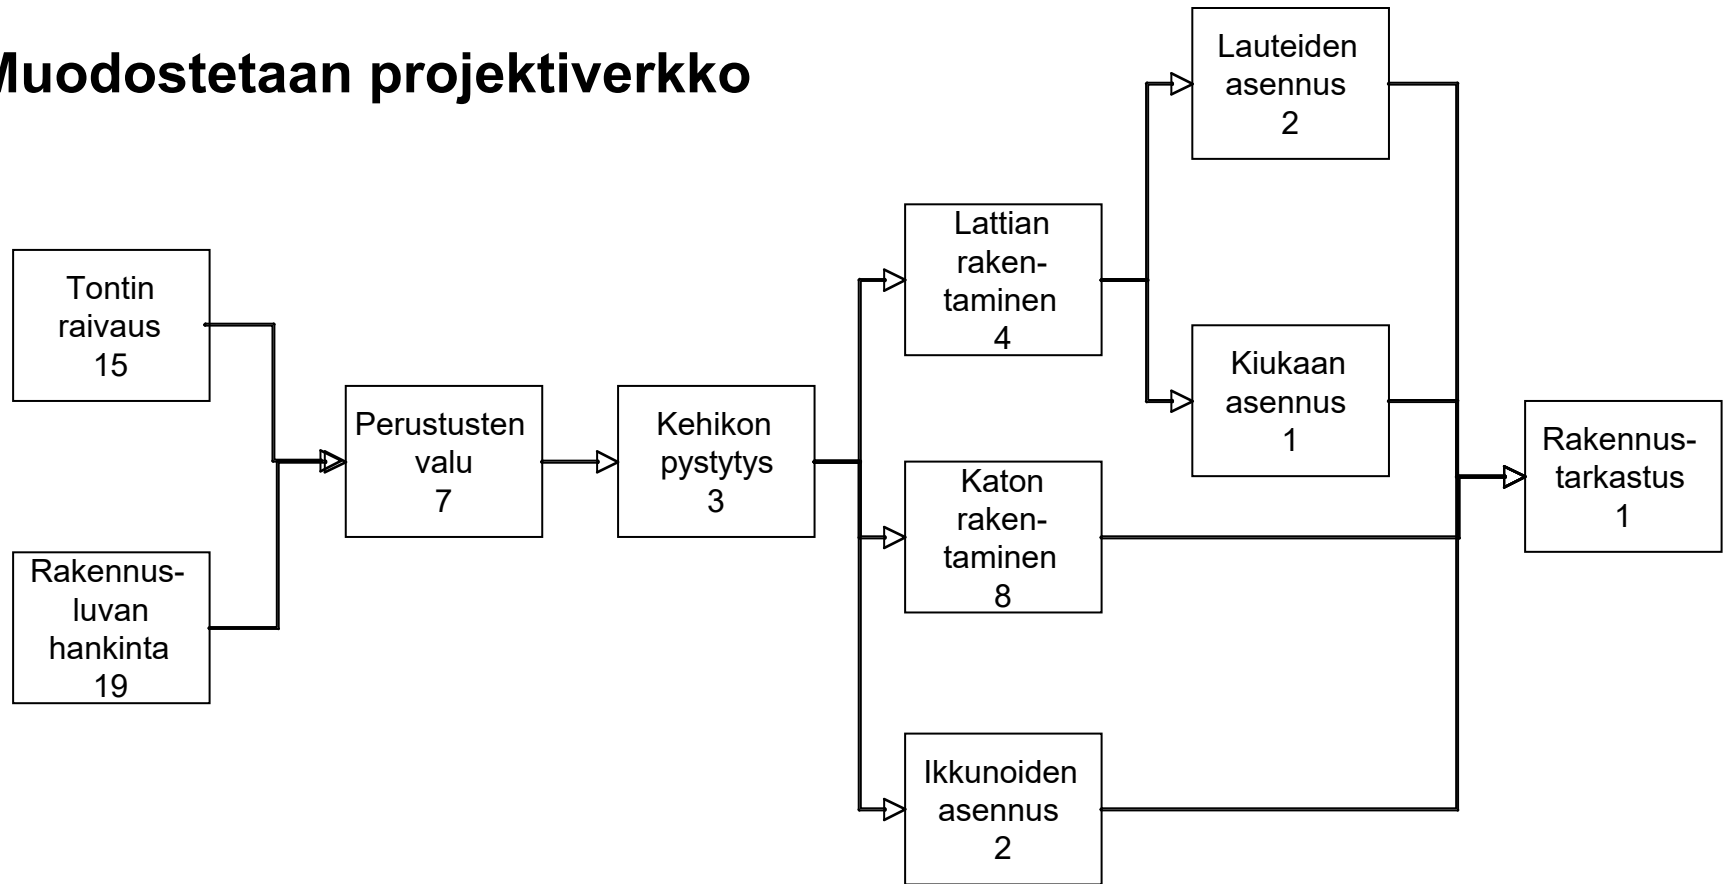 Muodostetaan projektiverkko
Lauteiden
asennus
2
Lattian
raken-
taminen
4
Tontin
raivaus
15
Kiukaan
asennus
1
Perustusten
valu
7
Kehikon
pystytys
3
Rakennus-
tarkastus
1
Katon
raken-
taminen
8
Rakennus-
luvan
hankinta
19
Ikkunoiden
asennus
2